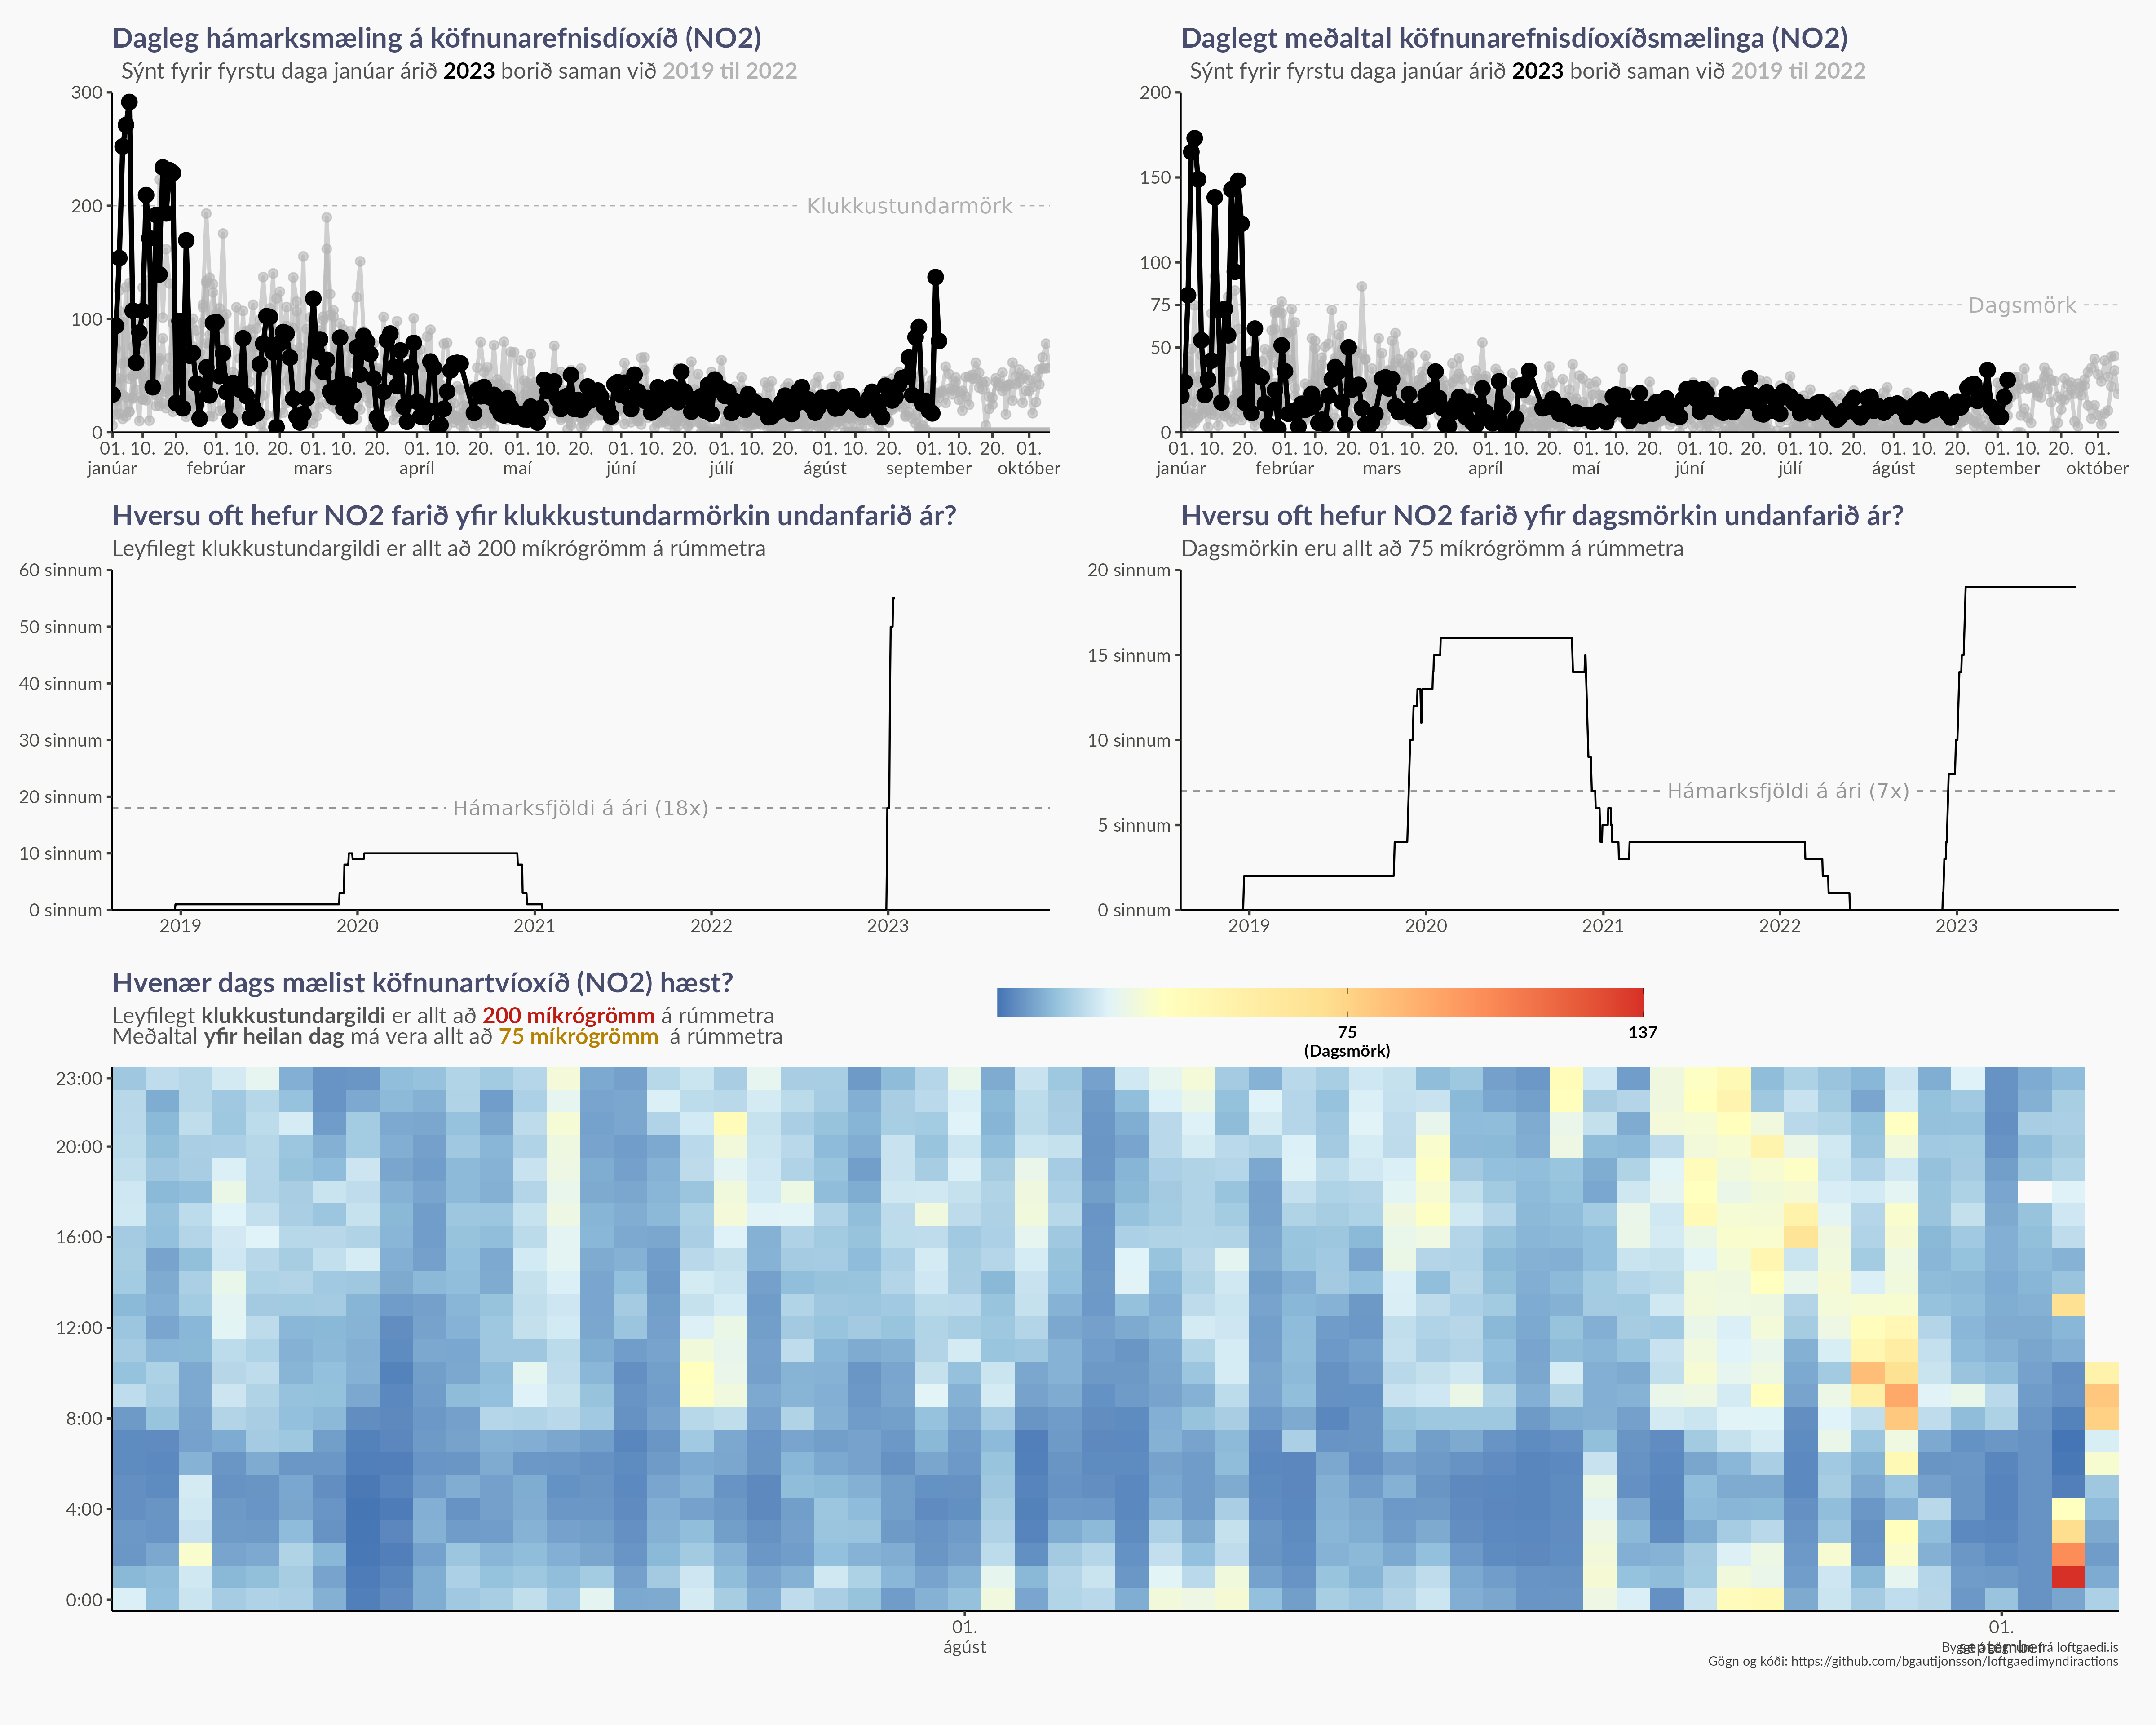 Dagleg hámarksmæling á köfnunarefnisdíoxíð (NO2)
Sýnt fyrir fyrstu daga janúar árið 2023 borið saman við 2019 til 2022
300
200
100
0
Klukkustundarmörk
01. 10. 20. 01. 10. 20. 01. 10. 20. 01. 10. 20. 01. 10. 20. 01. 10. 20. 01. 10. 20. 01. 10. 20. 01. 10. 20. 01.
janúar febrúar mars apríl maí júní júlí ágúst september október
Daglegt meðaltal köfnunarefnisdíoxíðsmælinga (NO2)
Sýnt fyrir fyrstu daga janúar árið 2023 borið saman við 2019 til 2022
200
150
100
75
50
0
Dagsmörk
01. 10. 20. 01. 10. 20. 01. 10. 20. 01. 10. 20. 01. 10. 20. 01. 10. 20. 01. 10. 20. 01. 10. 20. 01. 10. 20. 01.
janúar febrúar mars apríl maí júní júlí ágúst september október
Hversu oft hefur NO2 farið yfir klukkustundarmörkin undanfarið ár?
Leyfilegt klukkustundargildi er allt að 200 míkrógrömm á rúmmetra
60 sinnum
50 sinnum
40 sinnum
30 sinnum
20 sinnum
10 sinnum
0 sinnum
Hámarksfjöldi á ári (18x)
2019 2020 2021 2022 2023
Hversu oft hefur NO2 farið yfir dagsmörkin undanfarið ár?
Dagsmörkin eru allt að 75 míkrógrömm á rúmmetra
20 sinnum
15 sinnum
10 sinnum
5 sinnum
0 sinnum
Hámarksfjöldi á ári (7x)
2019 2020 2021 2022 2023
Hvenær dags mælist köfnunartvíoxíð (NO2) hæst?
Leyfilegt klukkustundargildi er allt að 200 míkrógrömm á rúmmetra
Meðaltal yfir heilan dag má vera allt að 75 míkrógrömm á rúmmetra
75 137
(Dagsmörk)
23:00
20:00
16:00
12:00
8:00
4:00
0:00
01. 01.
ágúst september
Byggt á gögnum frá loftgaedi.is
Gögn og kóði: https://github.com/bgautijonsson/loftgaedimyndiractions